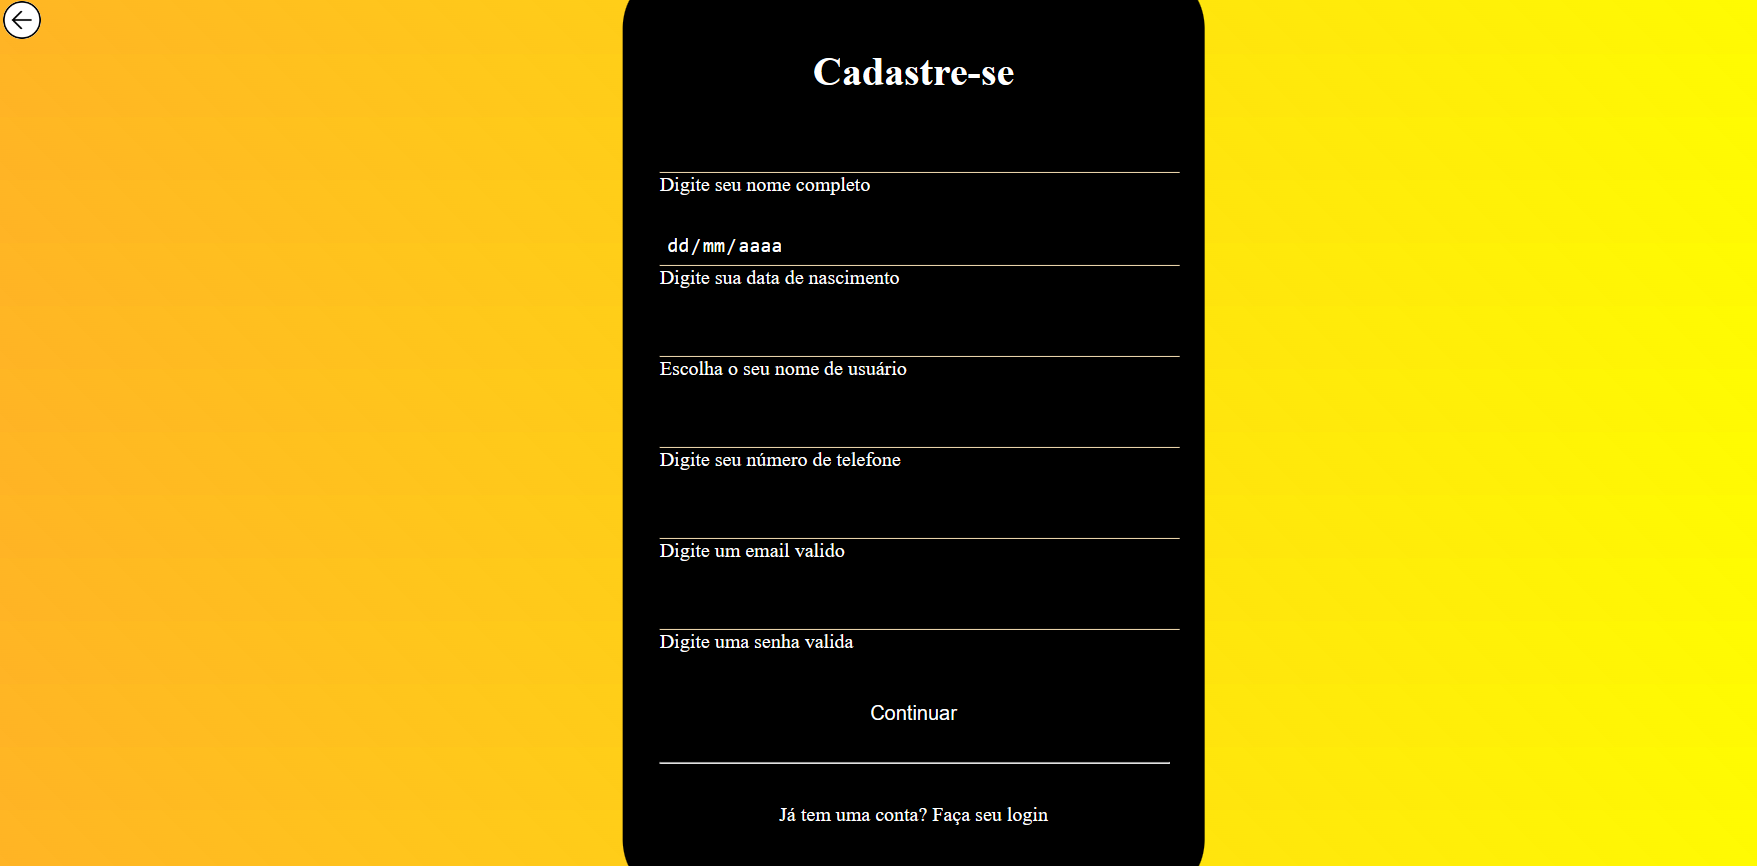 Cadastre-se
Digite seu nome completo
dd/mm/aaaa
Digite sua data de nascimento
Escolha o seu nome de usuário
Digite seu número de telefone
Digite um email valido
Digite uma senha valida
Continuar
Já tem uma conta? Faça seu login